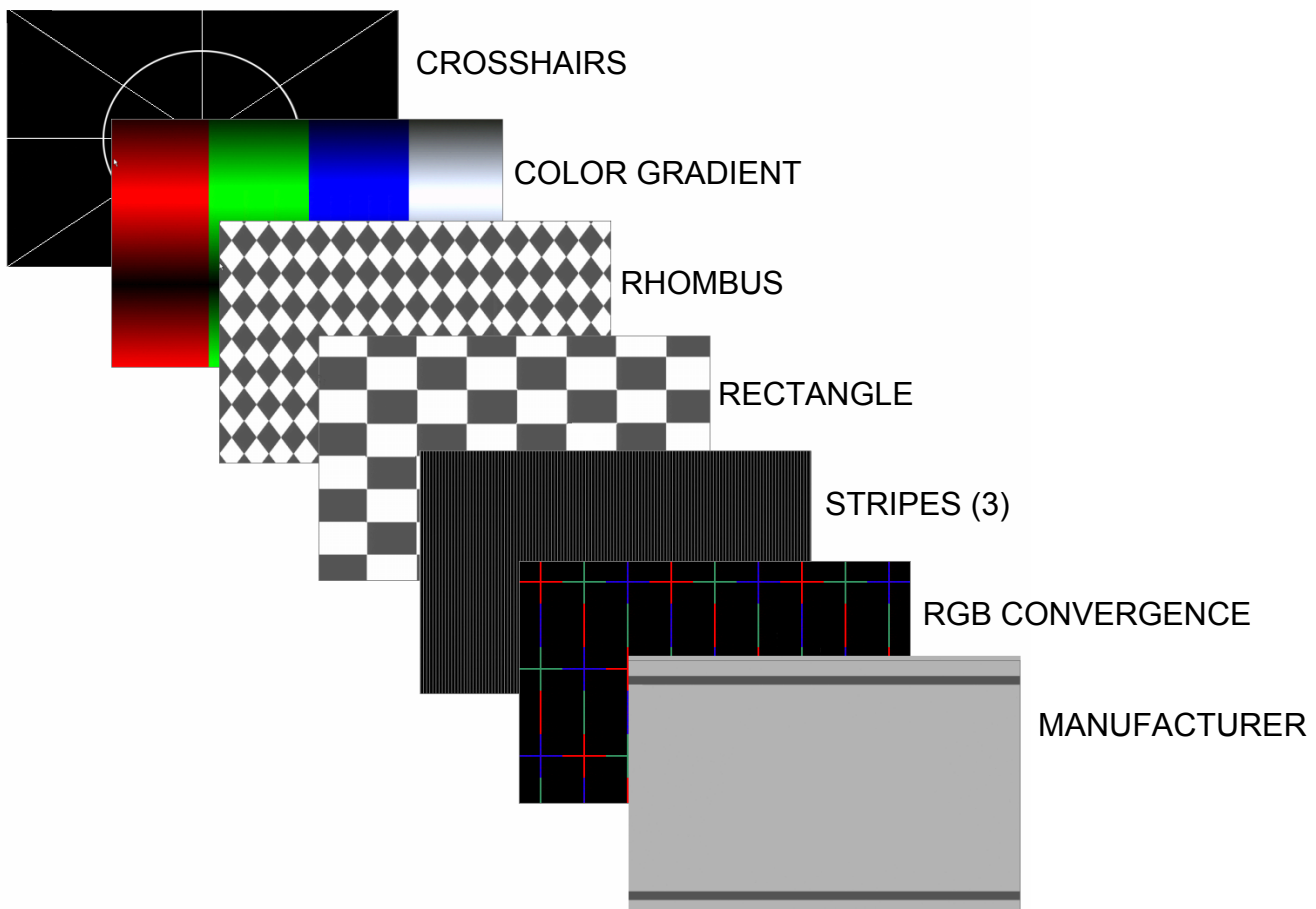 CROSSHAIRS
COLOR GRADIENT
RHOMBUS
RECTANGLE
STRIPES (3)
RGB CONVERGENCE
MANUFACTURER